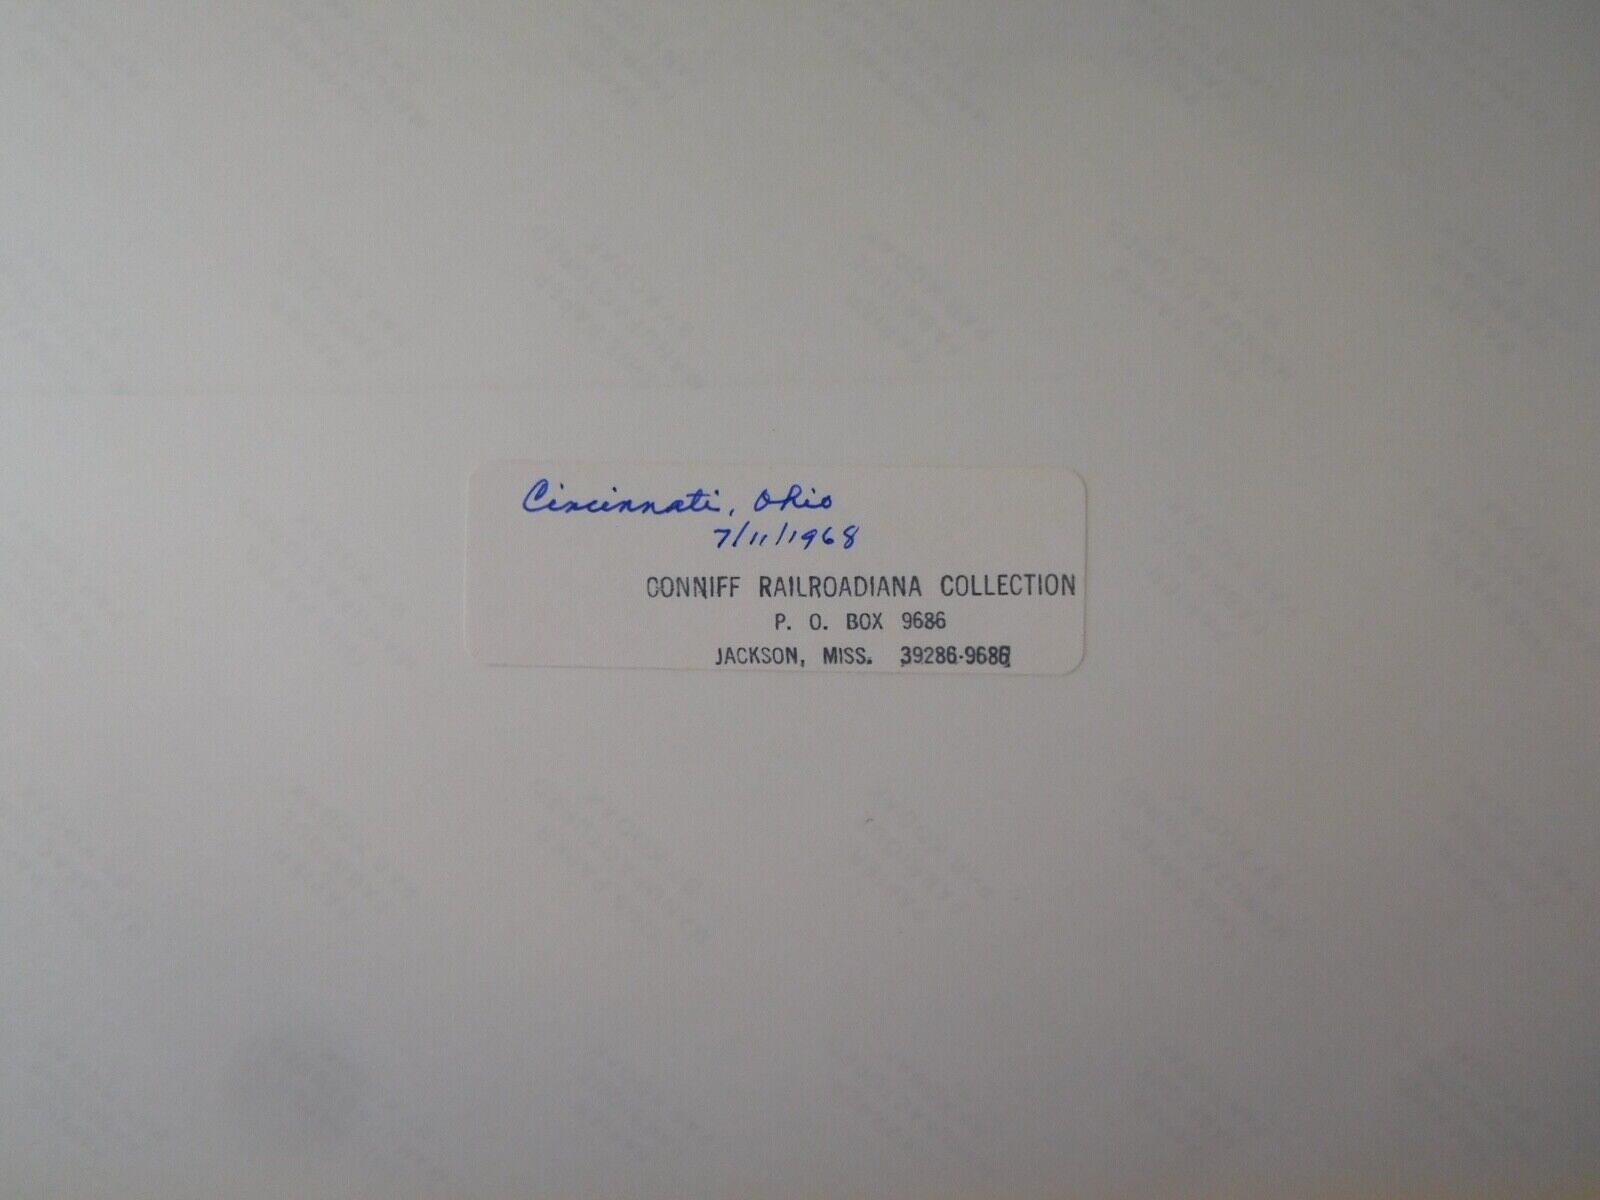 Cincinnati, Ohio
7/11/1968
CONNIFF RAILROADIANA COLLECTION
P. O. BOX 9686
JACKSON, MISS. 39286-9686